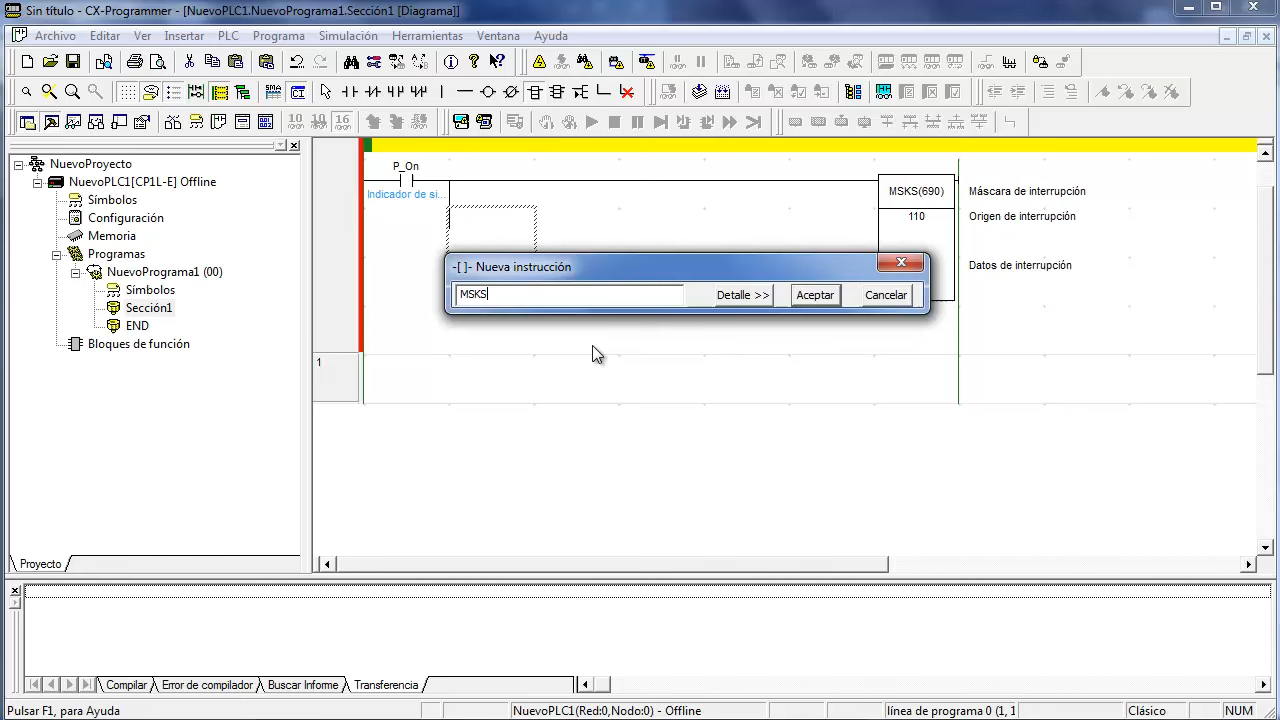 Sin título - CX-Programmer - [NuevoPLC1.NuevoPrograma1.Sección1 [Diagrama]]
Archivo Editar Ver Insertar PLC Programa Simulación Herramientas Ventana Ayuda
10 10 16
NuevoProyecto
NuevoPLC1[CP1L-E] Offline
Símbolos
Configuración
Memoria
Programas
NuevoPrograma1 (00)
Símbolos
Sección1
END
Bloques de función
Proyecto
P_On
Indicador de si...
MSKS(690)
Máscara de interrupción
110
Origen de interrupción
Datos de interrupción
-[ ]- Nueva instrucción
MSKS
Detalle >>
Aceptar
Cancelar
1
Compilar Error de compilador Buscar Informe Transferencia
Pulsar F1, para Ayuda
NuevoPLC1(Red:0,Nodo:0) - Offline
línea de programa 0 (1, 1
Clásico
NUM